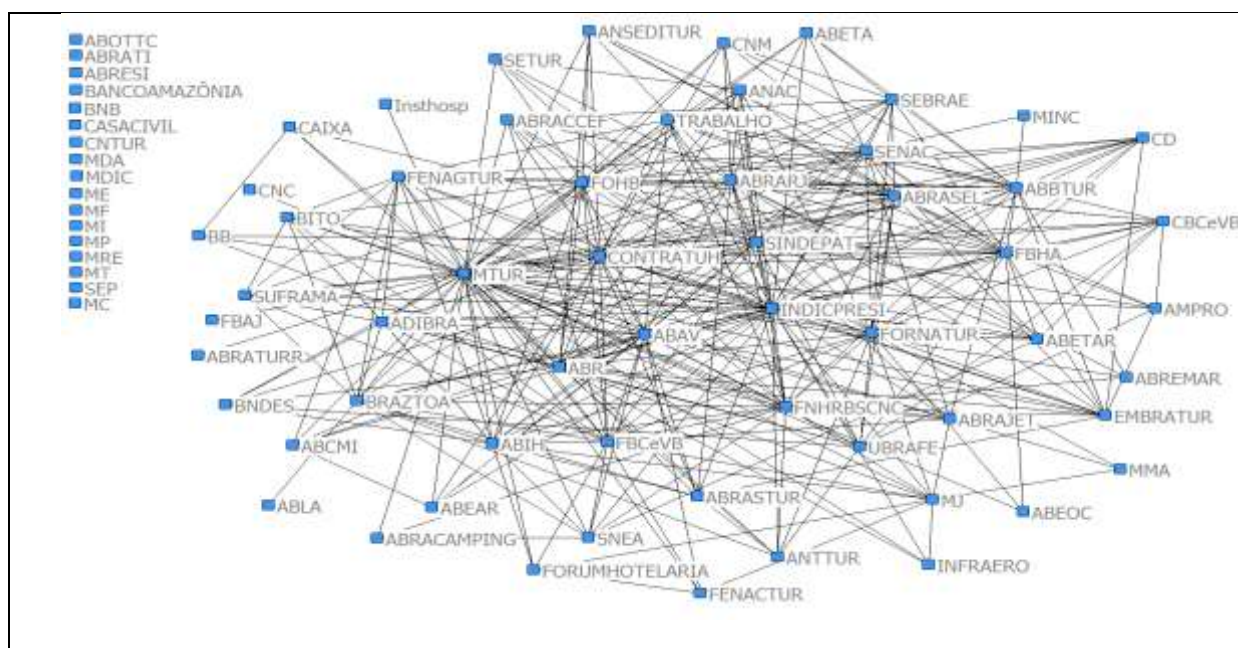 ABOTTC
ABRATI
ABRESI
BANCOAMAZÔNIA
BNB
CASACIVIL
CNTUR
MDA
MDIC
ME
MF
MI
MP
MRE
MT
SEP
MC
ANSEDITUR
CNM
ABETA
SETUR
ANAC
SEBRAE
Insthosp
ABRACCEF
TRABALHO
MINC
CAIXA
CD
SENAC
FENAGTUR
FOHB
ABRARJ
ABBTUR
CNC
ABRASEL
BITO
CBCeVB
BB
SINDEPAT
FBHA
CONTRATUH
MTUR
SUFRAMA
INDICPRESI
AMPRO
FBAJ
ADIBRA
ABAV
FORNATUR
ABETAR
ABRATURR
ABR
ABREMAR
BNDES
BRAZTOA
FNHRBSCNC
ABRAJET
EMBRATUR
ABCMI
ABIH
FBCeVB
UBRAFE
MMA
ABLA
ABEAR
ABRASTUR
MJ
ABEOC
ABRACAMPING
SNEA
ANTTUR
INFRAERO
FORUMHOTELARIA
FENACTUR